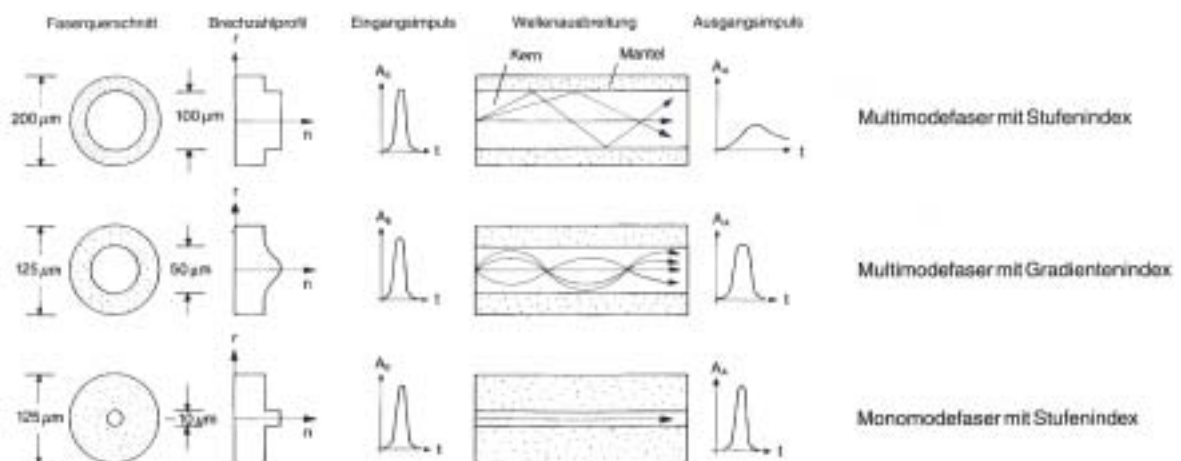 Faserquerschnitt Brechzahlprofil Eingangsimpuls Wellenausbreitung Ausgangsimpuls
r
Kern Mantel
200 µm 100 µm n t t Multimodefaser mit Stufenindex
r
125 µm 50 µm n t t Multimodefaser mit Gradientenindex
r
125 µm 10 µm n t t Monomodefaser mit Stufenindex